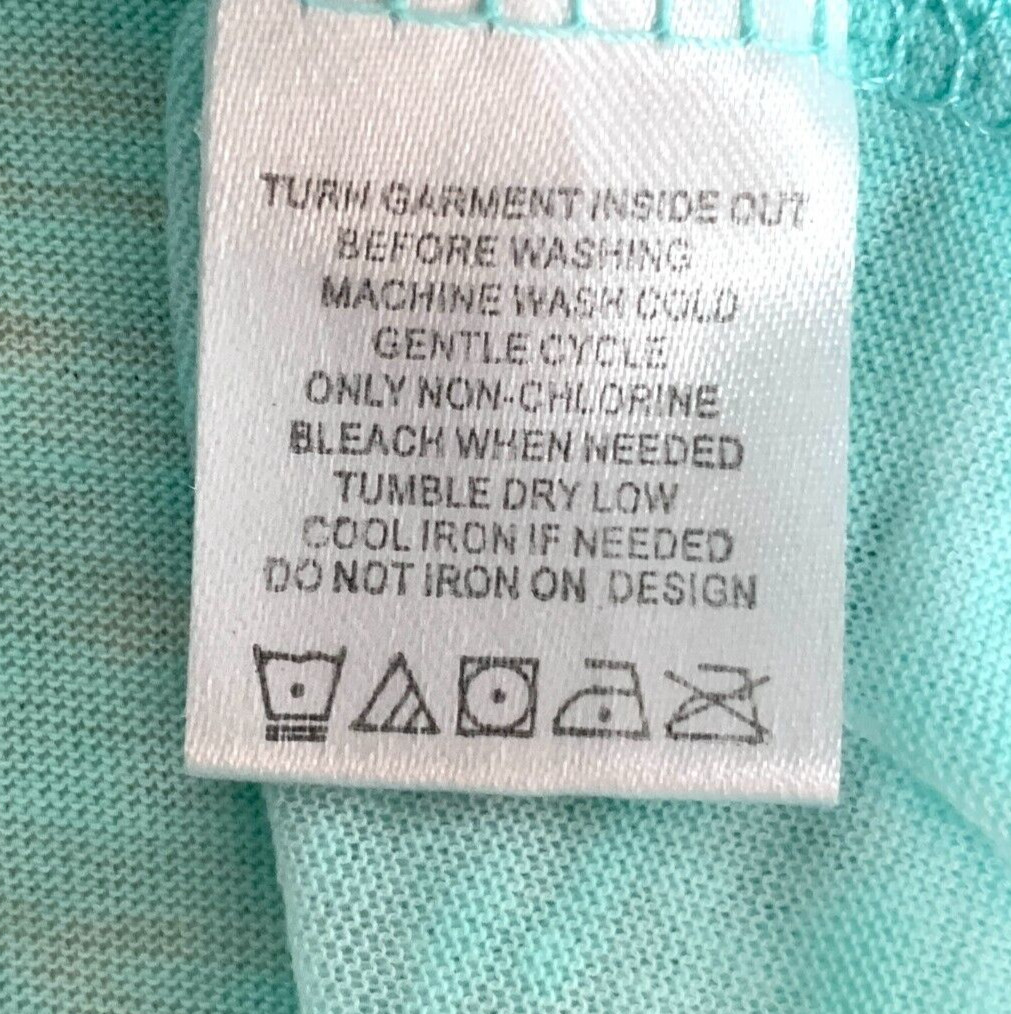 TURN GARMENT INSIDE OUT
BEFORE WASHING
MACHINE WASH COLD
GENTLE CYCLE
ONLY NON-CHLORINE
BLEACH WHEN NEEDED
TUMBLE DRY LOW
COOL IRON IF NEEDED
DO NOT IRON ON DESIGN